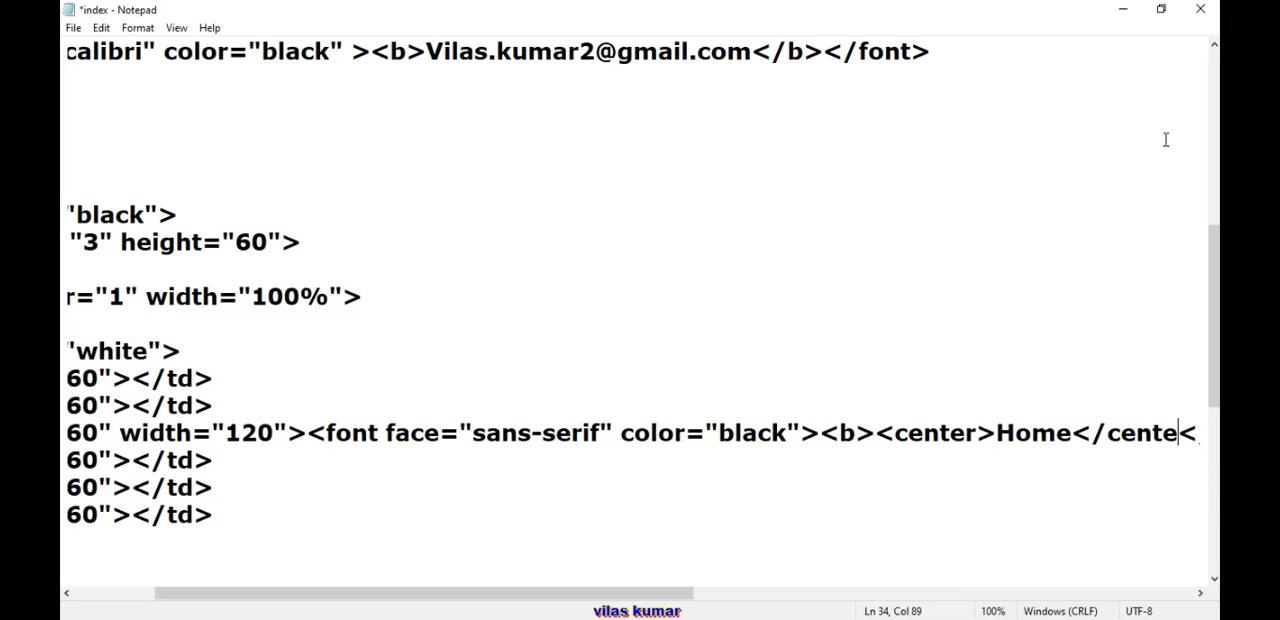 *index - Notepad
File Edit Format View Help
calibri" color="black" ><b>Vilas.kumar2@gmail.com</b></font>
"black">
"3" height="60">
r="1" width="100%">
"white">
60"></td>
60"></td>
60" width="120"><font face="sans-serif" color="black"><b><center>Home</cente<
60"></td>
60"></td>
60"></td>
vilas kumar
Ln 34, Col 89 100% Windows (CRLF) UTF-8